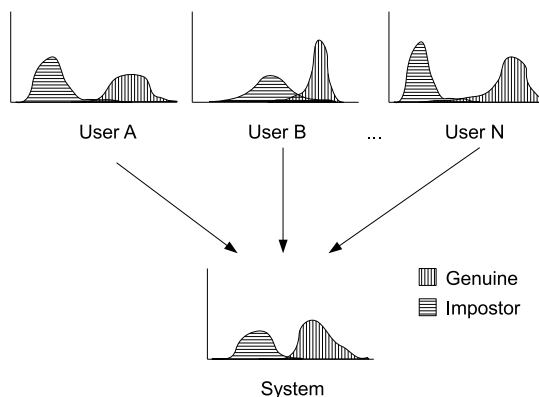 User A
User B
...
User N
Genuine
Impostor
System